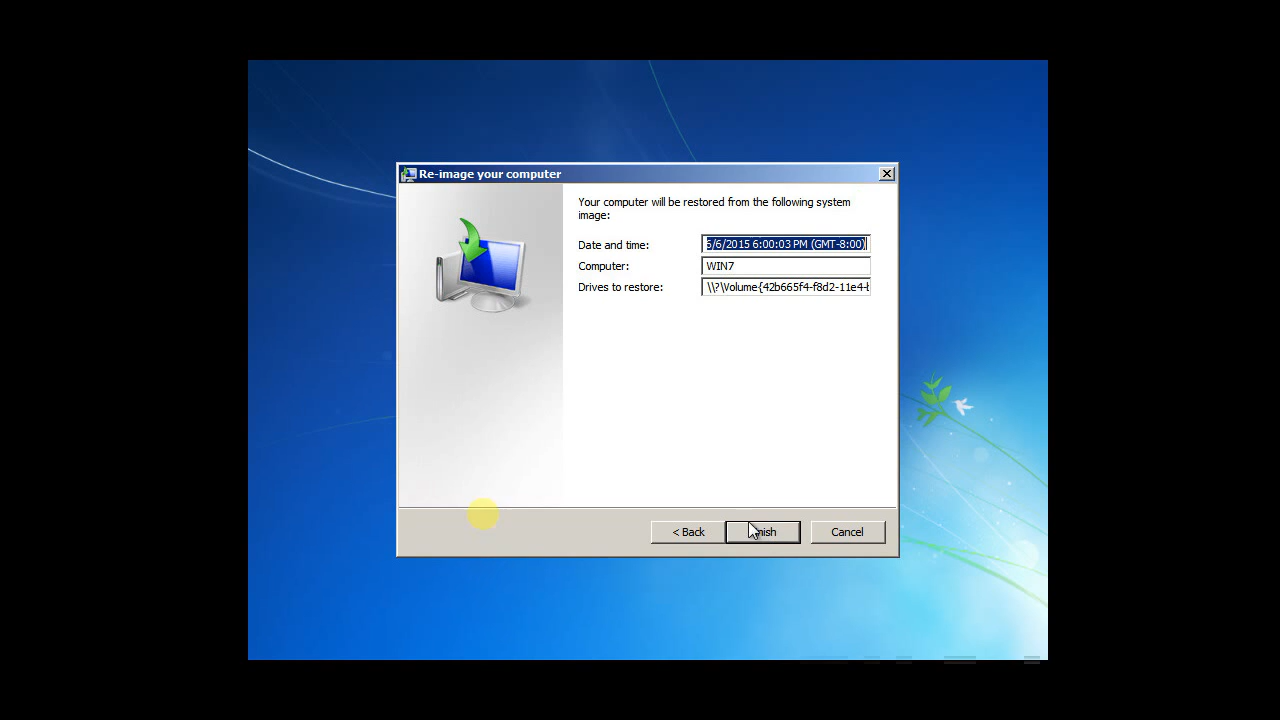 Re-image your computer
Your computer will be restored from the following system
image:
Date and time: 6/6/2015 6:00:03 PM (GMT-8:00)
Computer: WIN7
Drives to restore: \\?\Volume{42b665f4-f8d2-11e4-b
< Back Finish Cancel